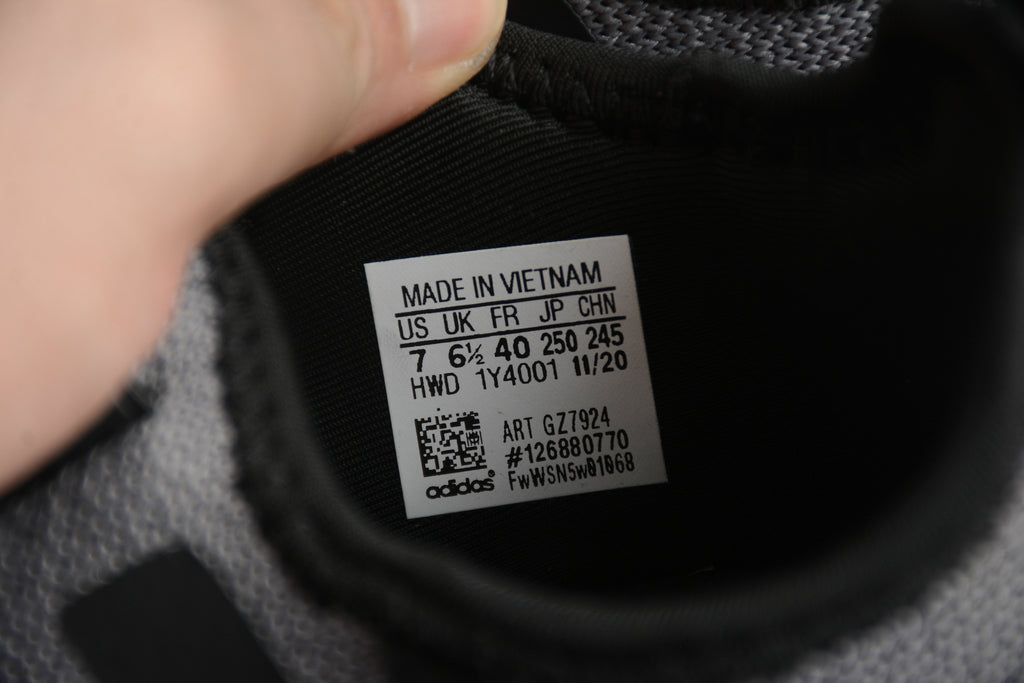 MADE IN VIETNAM
US UK FR JP CHN
7 6½ 40 250 245
HWD 1Y4001 11/20
ART GZ7924
#126880770
FwWSN5w01068
adidas®